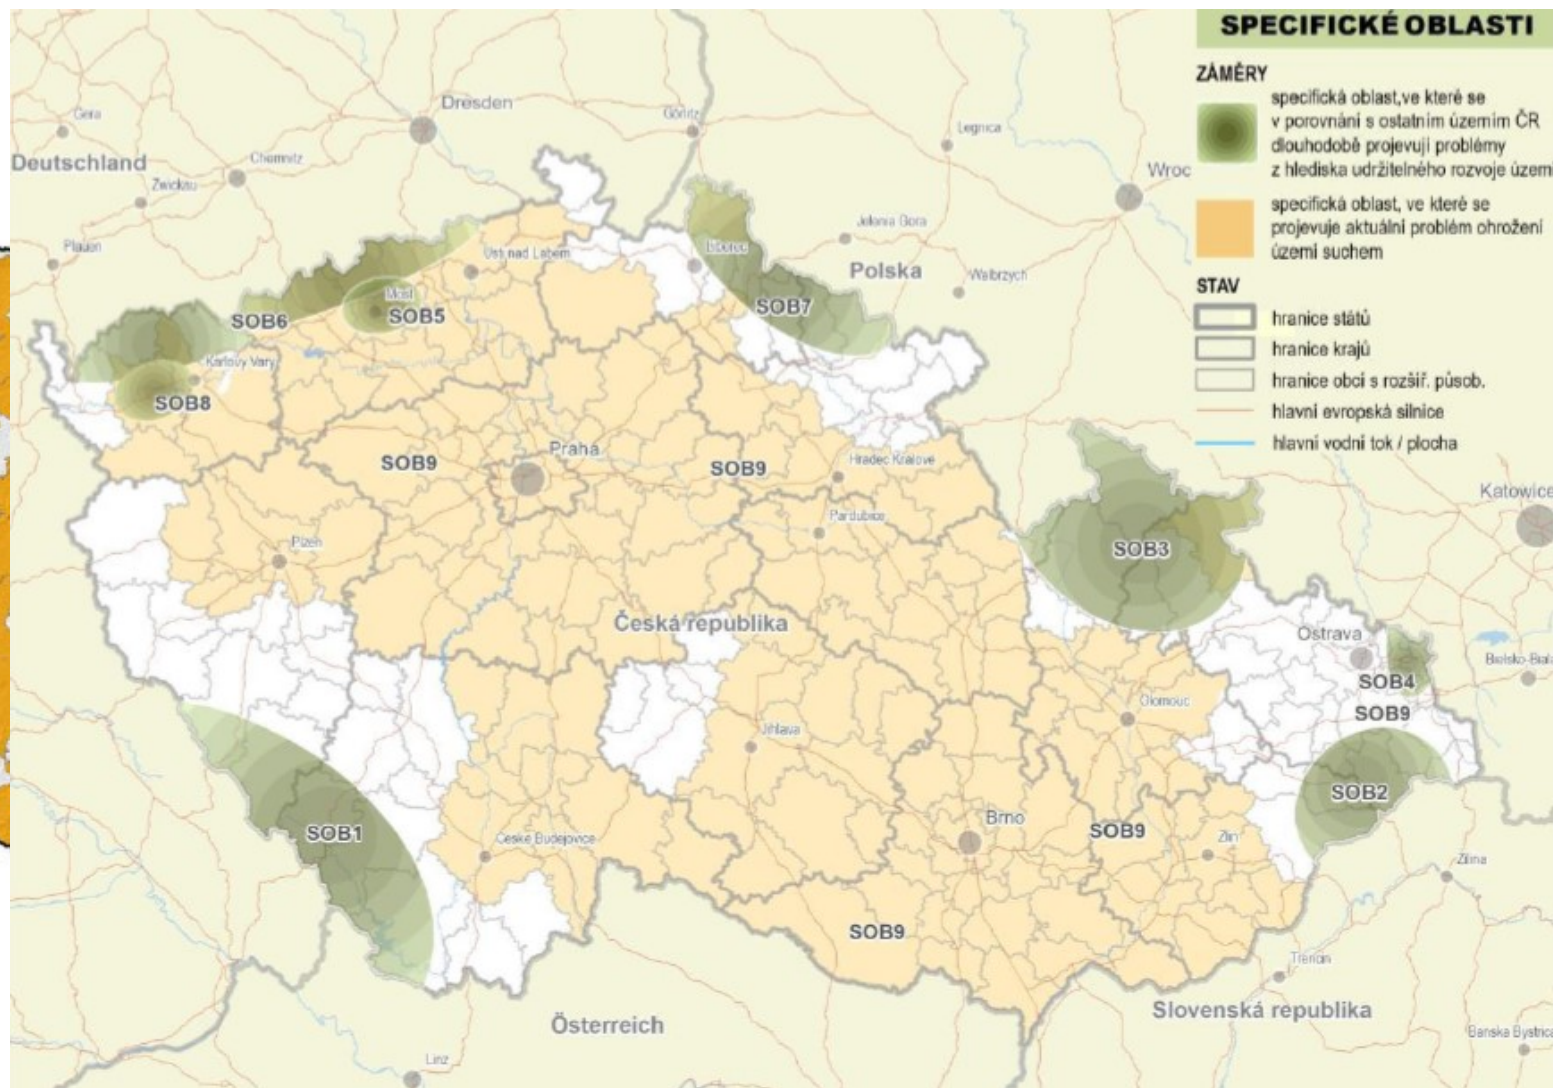 SPECIFICKÉ OBLASTI
ZÁMĚRY
specifická oblast,ve které se
v porovnání s ostatním územím ČR
dlouhodobě projevují problémy
z hlediska udržitelného rozvoje území
specifická oblast, ve které se
projevuje aktuální problém ohrožení
území suchem
STAV
hranice států
hranice krajů
hranice obcí s rozšíř. působ.
hlavní evropská silnice
hlavní vodní tok / plocha
Dresden
Gera
Görlitz
Legnica
Deutschland
Chemnitz
Wroc
Zwickau
Jelenia Gora
Plauen
Ústí nad Labem
Liberec
Polska
Walbrzych
Most
SOB7
SOB6
SOB5
Karlovy Vary
SOB8
Praha
SOB9
SOB9
Hradec Králové
Katowice
Pardubice
Plzeň
SOB3
Česká republika
Ostrava
Bielsko-Biala
SOB4
Olomouc
SOB9
Jihlava
SOB2
Brno
SOB1
SOB9
České Budějovice
Zlín
Žilina
SOB9
Trenčín
Slovenská republika
Österreich
Banska Bystrica
Linz